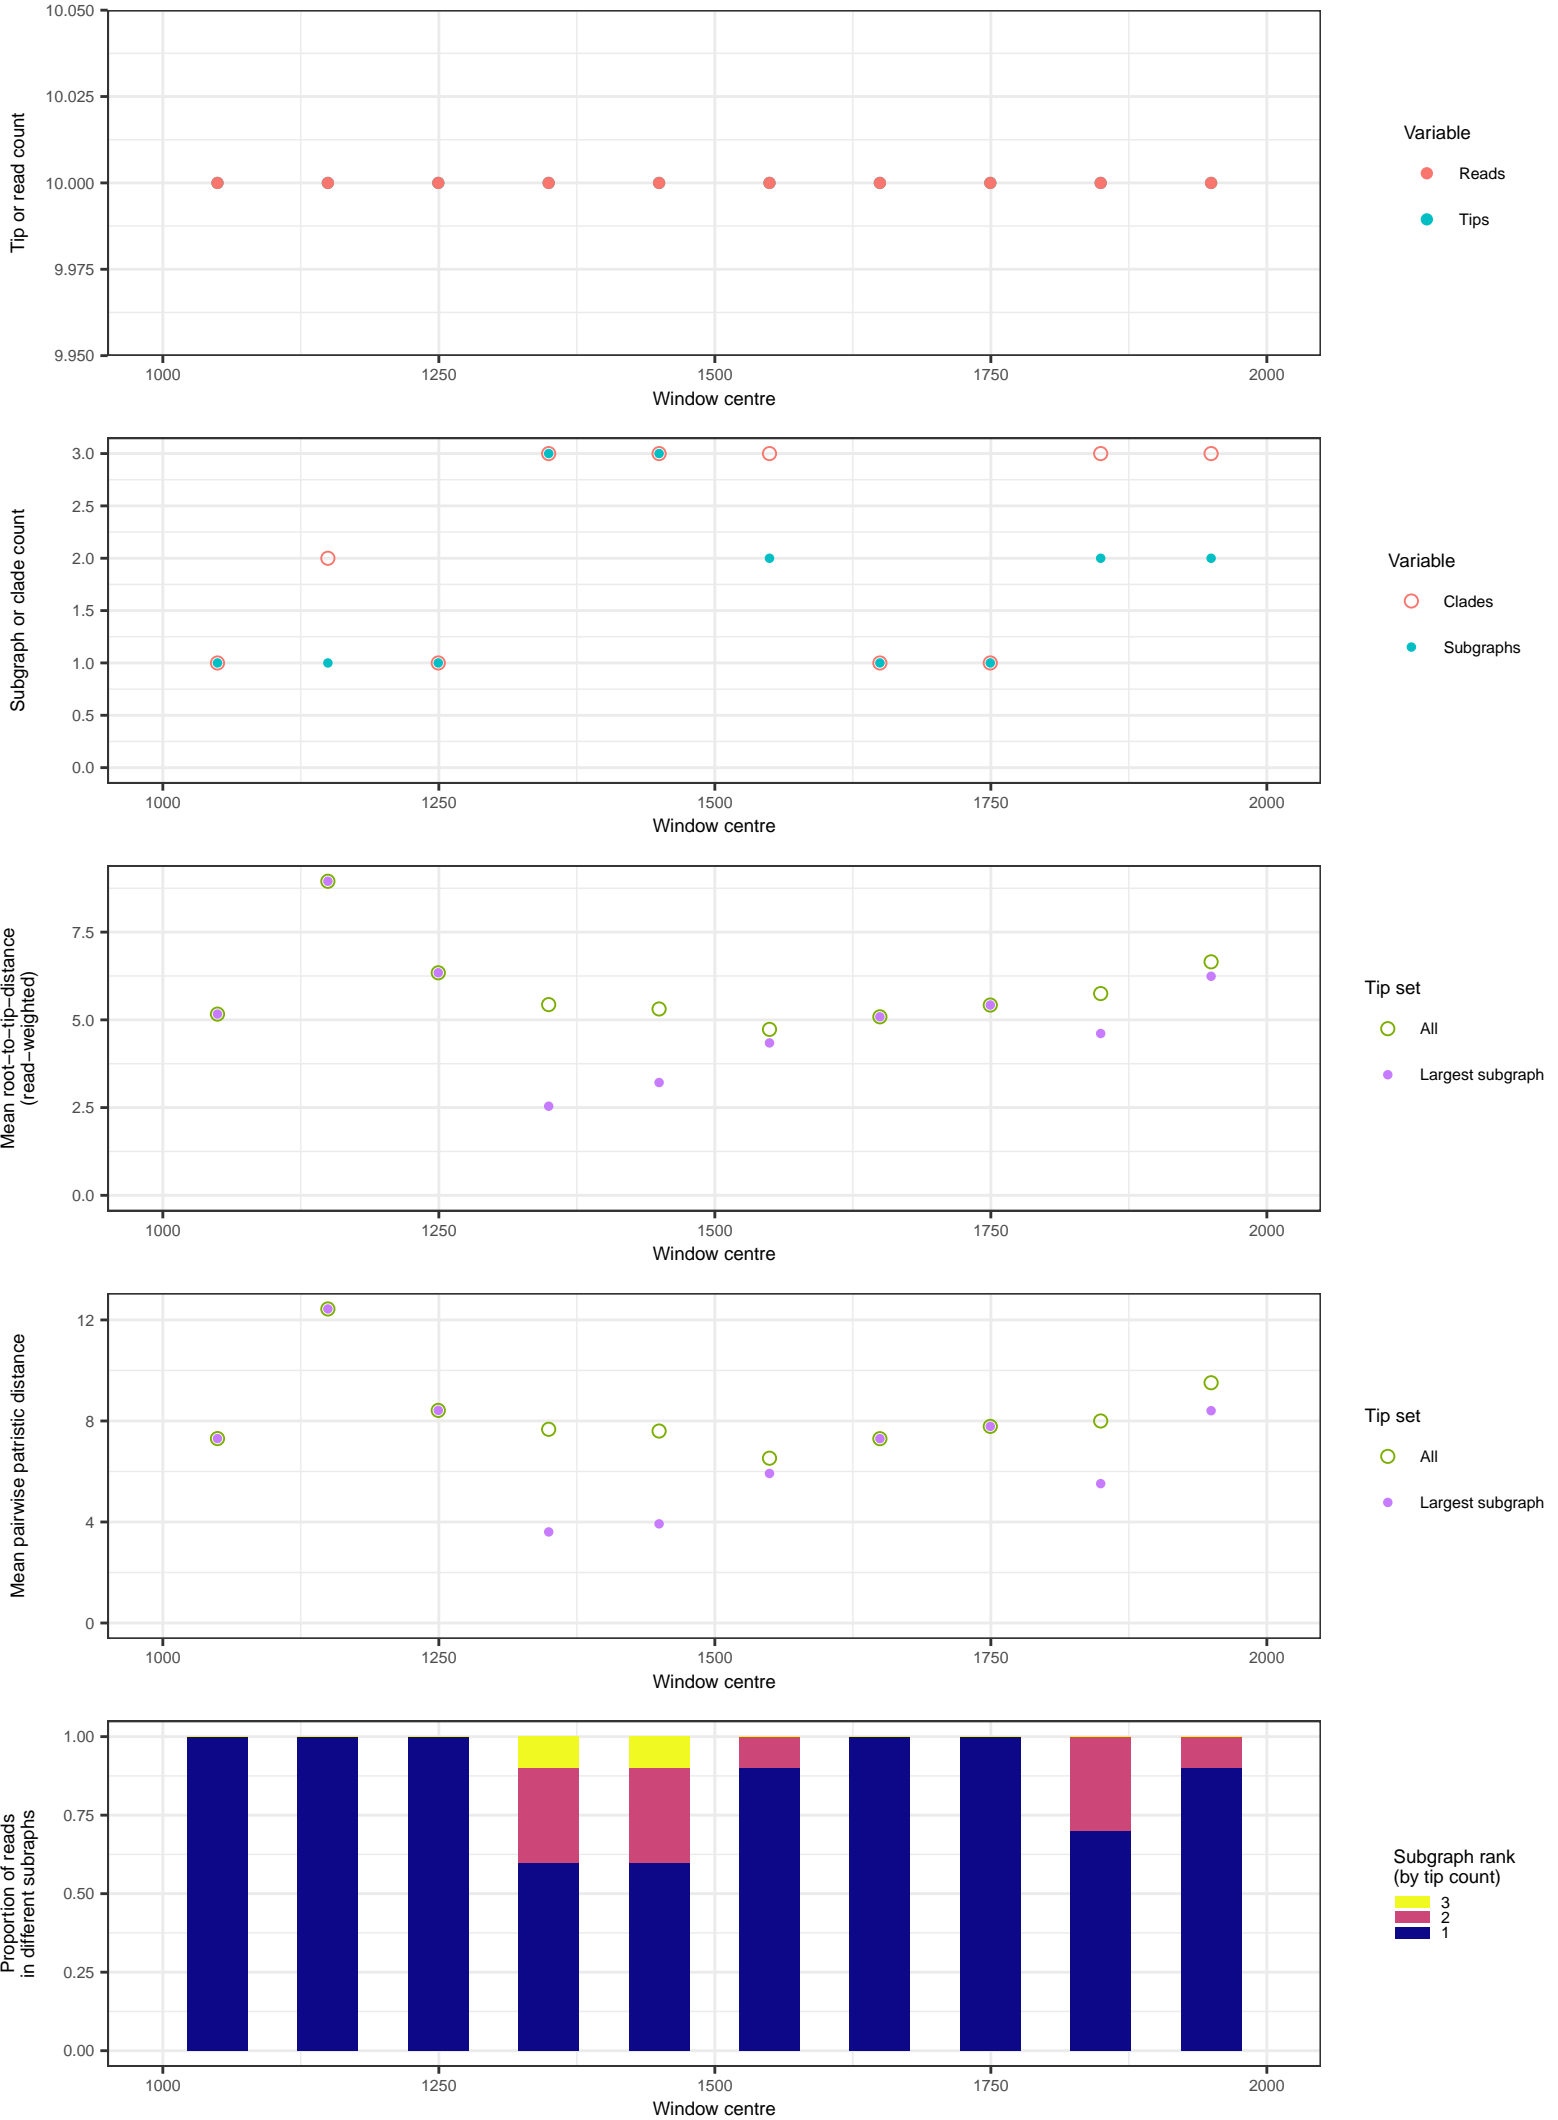 10.050
10.025
10.000
9.975
9.950
Tip or read count
1000 1250 1500 1750 2000
Window centre
Variable
Reads
Tips
3.0
2.5
2.0
1.5
1.0
0.5
0.0
Subgraph or clade count
1000 1250 1500 1750 2000
Window centre
Variable
Clades
Subgraphs
7.5
5.0
2.5
0.0
Mean root−to−tip−distance
(read−weighted)
1000 1250 1500 1750 2000
Window centre
Tip set
All
Largest subgraph
12
8
4
0
Mean pairwise patristic distance
1000 1250 1500 1750 2000
Window centre
Tip set
All
Largest subgraph
1.00
0.75
0.50
0.25
0.00
Proportion of reads
in different subraphs
1000 1250 1500 1750 2000
Window centre
Subgraph rank
(by tip count)
3
2
1